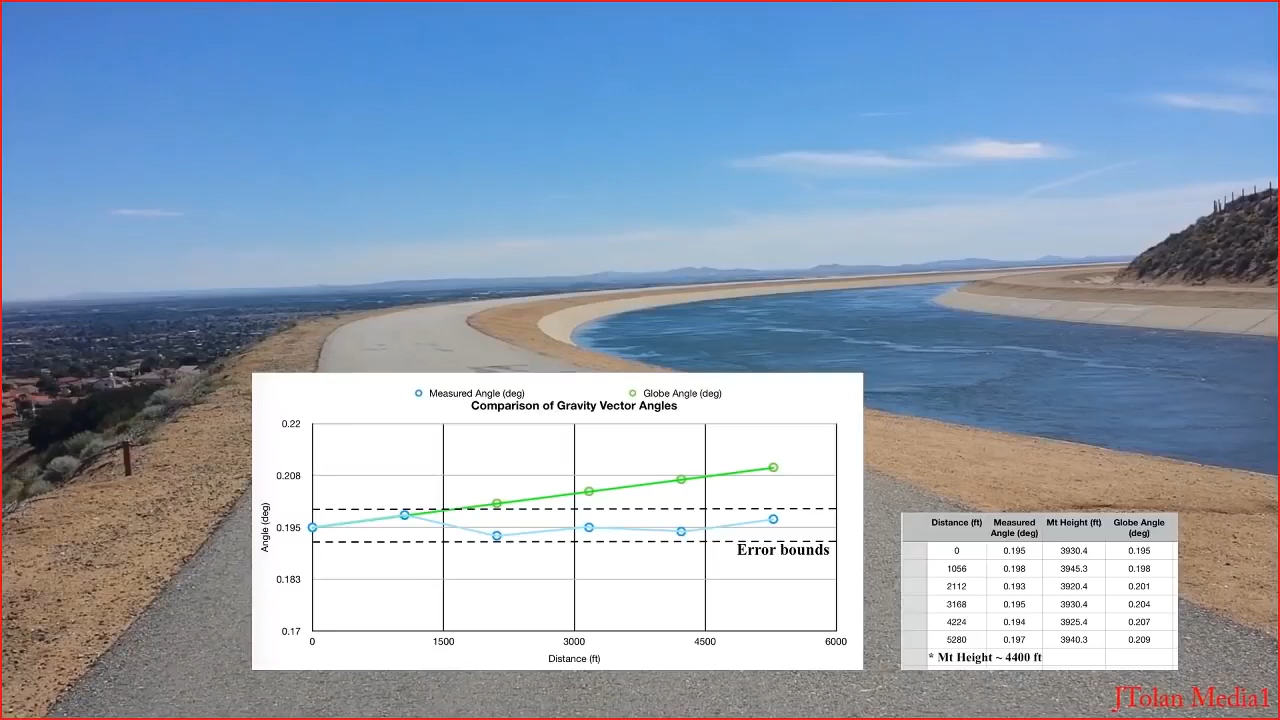 Measured Angle (deg) Globe Angle (deg)
Comparison of Gravity Vector Angles
0.22
0.208
0.195
0.183
0.17
Angle (deg)
Error bounds
0 1500 3000 4500 6000
Distance (ft)
Distance (ft) Measured Angle (deg) Mt Height (ft) Globe Angle (deg)
0 0.195 3930.4 0.195
1056 0.198 3945.3 0.198
2112 0.193 3920.4 0.201
3168 0.195 3930.4 0.204
4224 0.194 3925.4 0.207
5280 0.197 3940.3 0.209
* Mt Height ~ 4400 ft
JTolan Media1